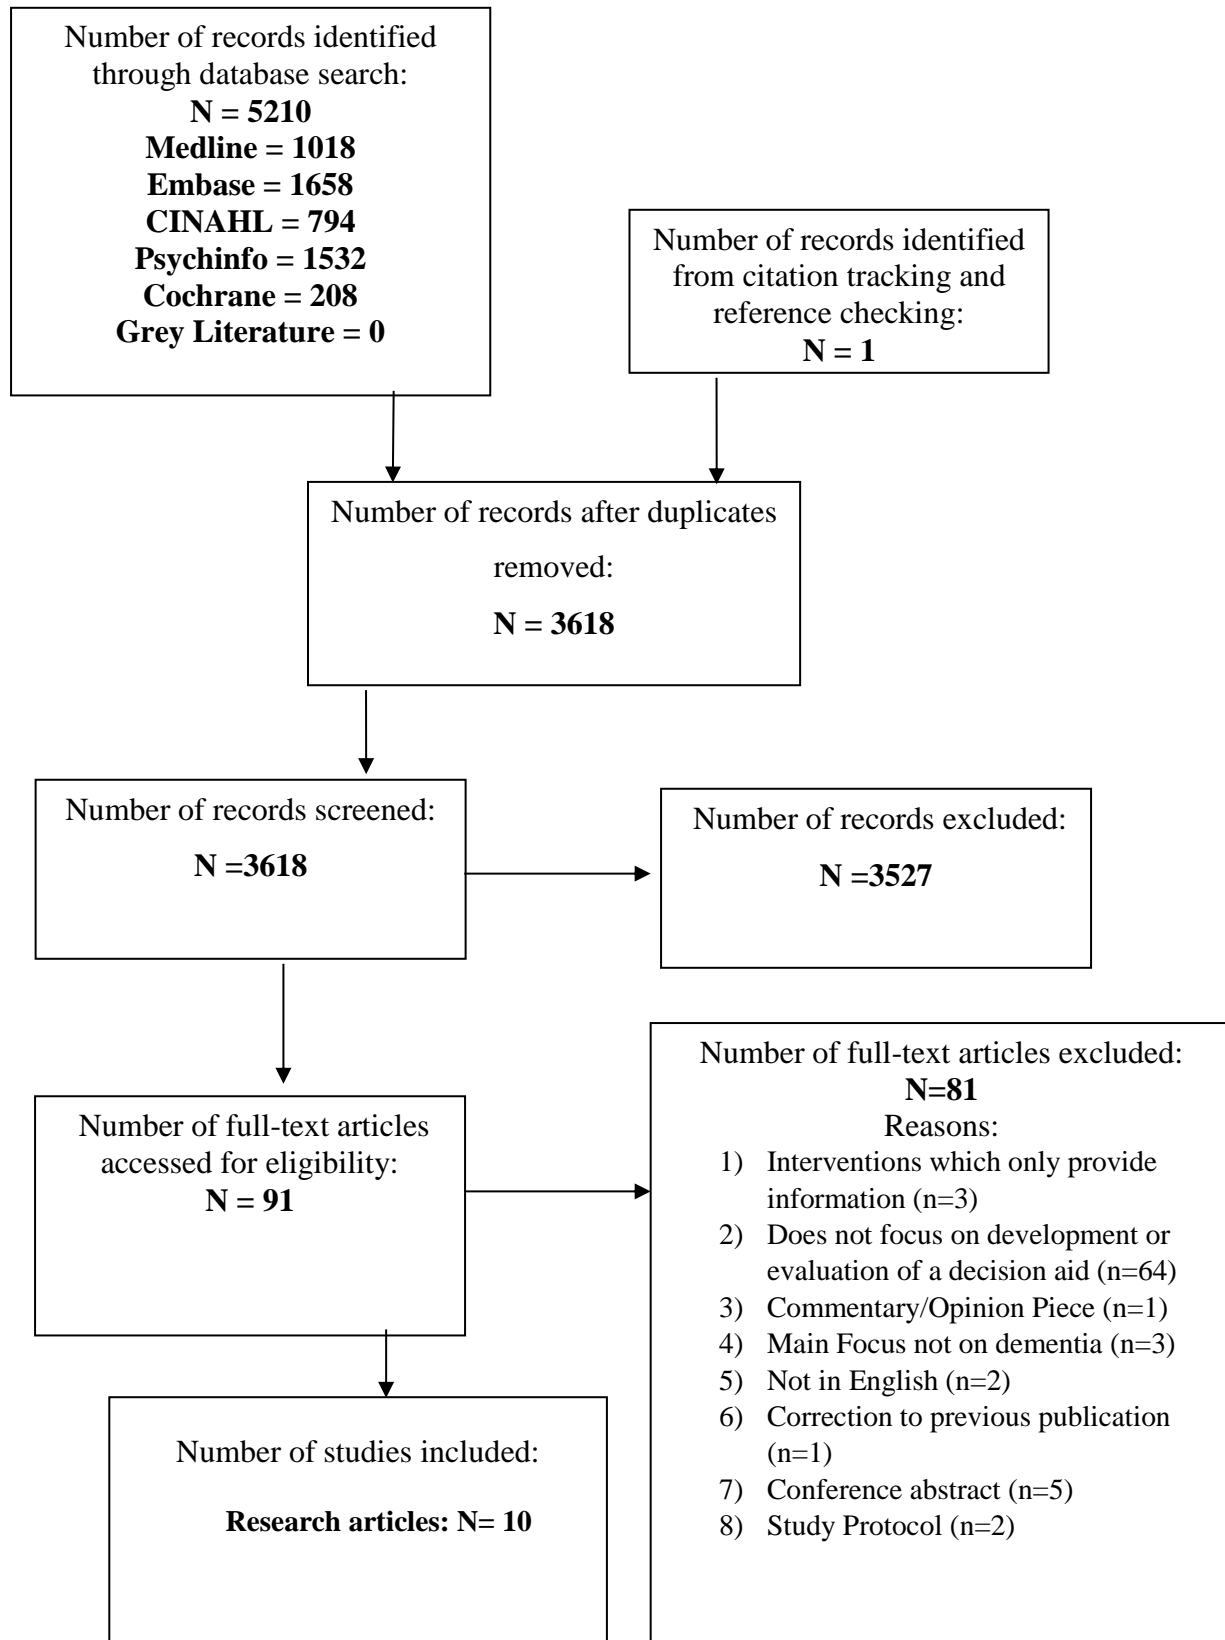 Number of records identified
through database search:
N = 5210
Medline = 1018
Embase = 1658
CINAHL = 794
Psychinfo = 1532
Cochrane = 208
Grey Literature = 0
Number of records identified
from citation tracking and
reference checking:
N = 1
Number of records after duplicates
removed:
N = 3618
Number of records screened:
N =3618
Number of records excluded:
N =3527
Number of full-text articles
accessed for eligibility:
N = 91
Number of full-text articles excluded:
N=81
Reasons:
1) Interventions which only provide
information (n=3)
2) Does not focus on development or
evaluation of a decision aid (n=64)
3) Commentary/Opinion Piece (n=1)
4) Main Focus not on dementia (n=3)
5) Not in English (n=2)
6) Correction to previous publication
(n=1)
7) Conference abstract (n=5)
8) Study Protocol (n=2)
Number of studies included:
Research articles: N= 10